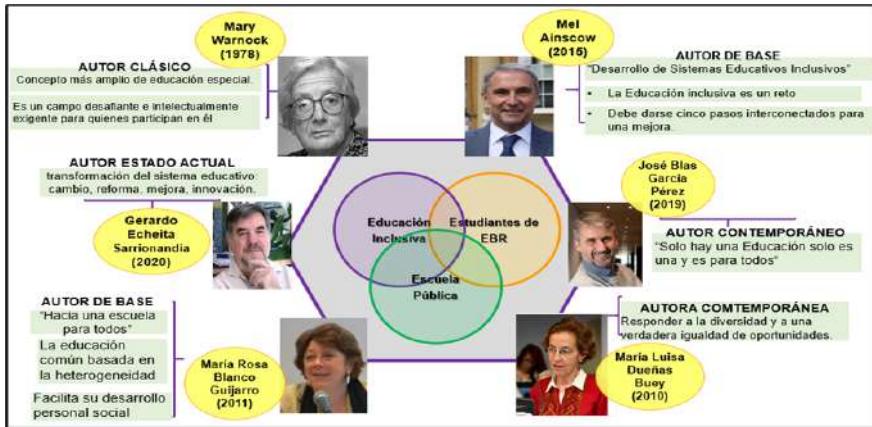 Mary
Warnock
(1978)
AUTOR CLÁSICO
Concepto más amplio de educación especial.
Es un campo desafiante e intelectualmente
exigente para quienes participan en él
Mel
Ainscow
(2015)
AUTOR DE BASE
"Desarrollo de Sistemas Educativos Inclusivos"
• La Educación inclusiva es un reto
• Debe darse cinco pasos interconectados para
una mejora.
AUTOR ESTADO ACTUAL
transformación del sistema educativo:
cambio, reforma, mejora, innovación.
Gerardo
Echeita
Sarrionandia
(2020)
José Blas
García
Pérez
(2019)
AUTOR CONTEMPORÁNEO
"Solo hay una Educación solo es
una y es para todos"
Educación
Inclusiva
Estudiantes de
EBR
Escuela
Pública
AUTOR DE BASE
"Hacia una escuela
para todos"
La educación
común basada en
la heterogeneidad
Facilita su desarrollo
personal social
María Rosa
Blanco
Guijarro
(2011)
AUTORA COMTEMPORÁNEA
Responder a la diversidad y a una
verdadera igualdad de oportunidades.
María Luisa
Dueñas
Buey
(2010)